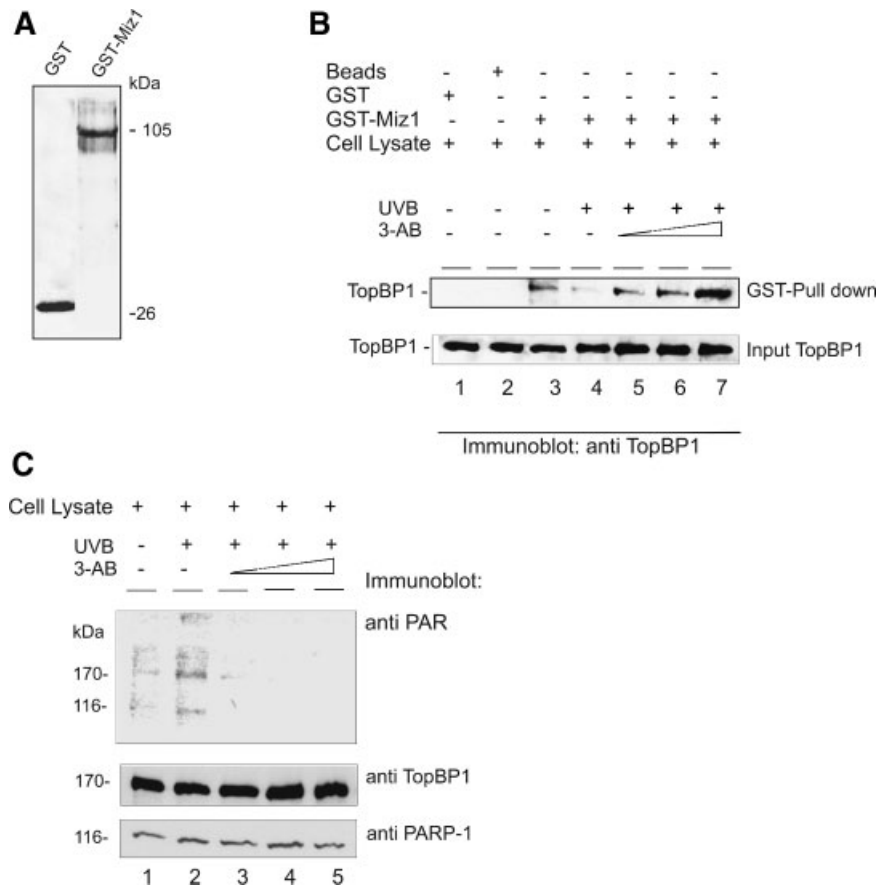 A
GST
GST-Miz1
kDa
- 105
-26
B
Beads - + - - - - -
GST + - - - - - -
GST-Miz1 - - + + + + +
Cell Lysate + + + + + + +
UVB - - - + + + +
3-AB - - - -
TopBP1 - GST-Pull down
TopBP1 - Input TopBP1
1 2 3 4 5 6 7
Immunoblot: anti TopBP1
C
Cell Lysate + + + + +
UVB - + + + +
3-AB - -
Immunoblot:
anti PAR
kDa
170-
116-
170- anti TopBP1
116- anti PARP-1
1 2 3 4 5